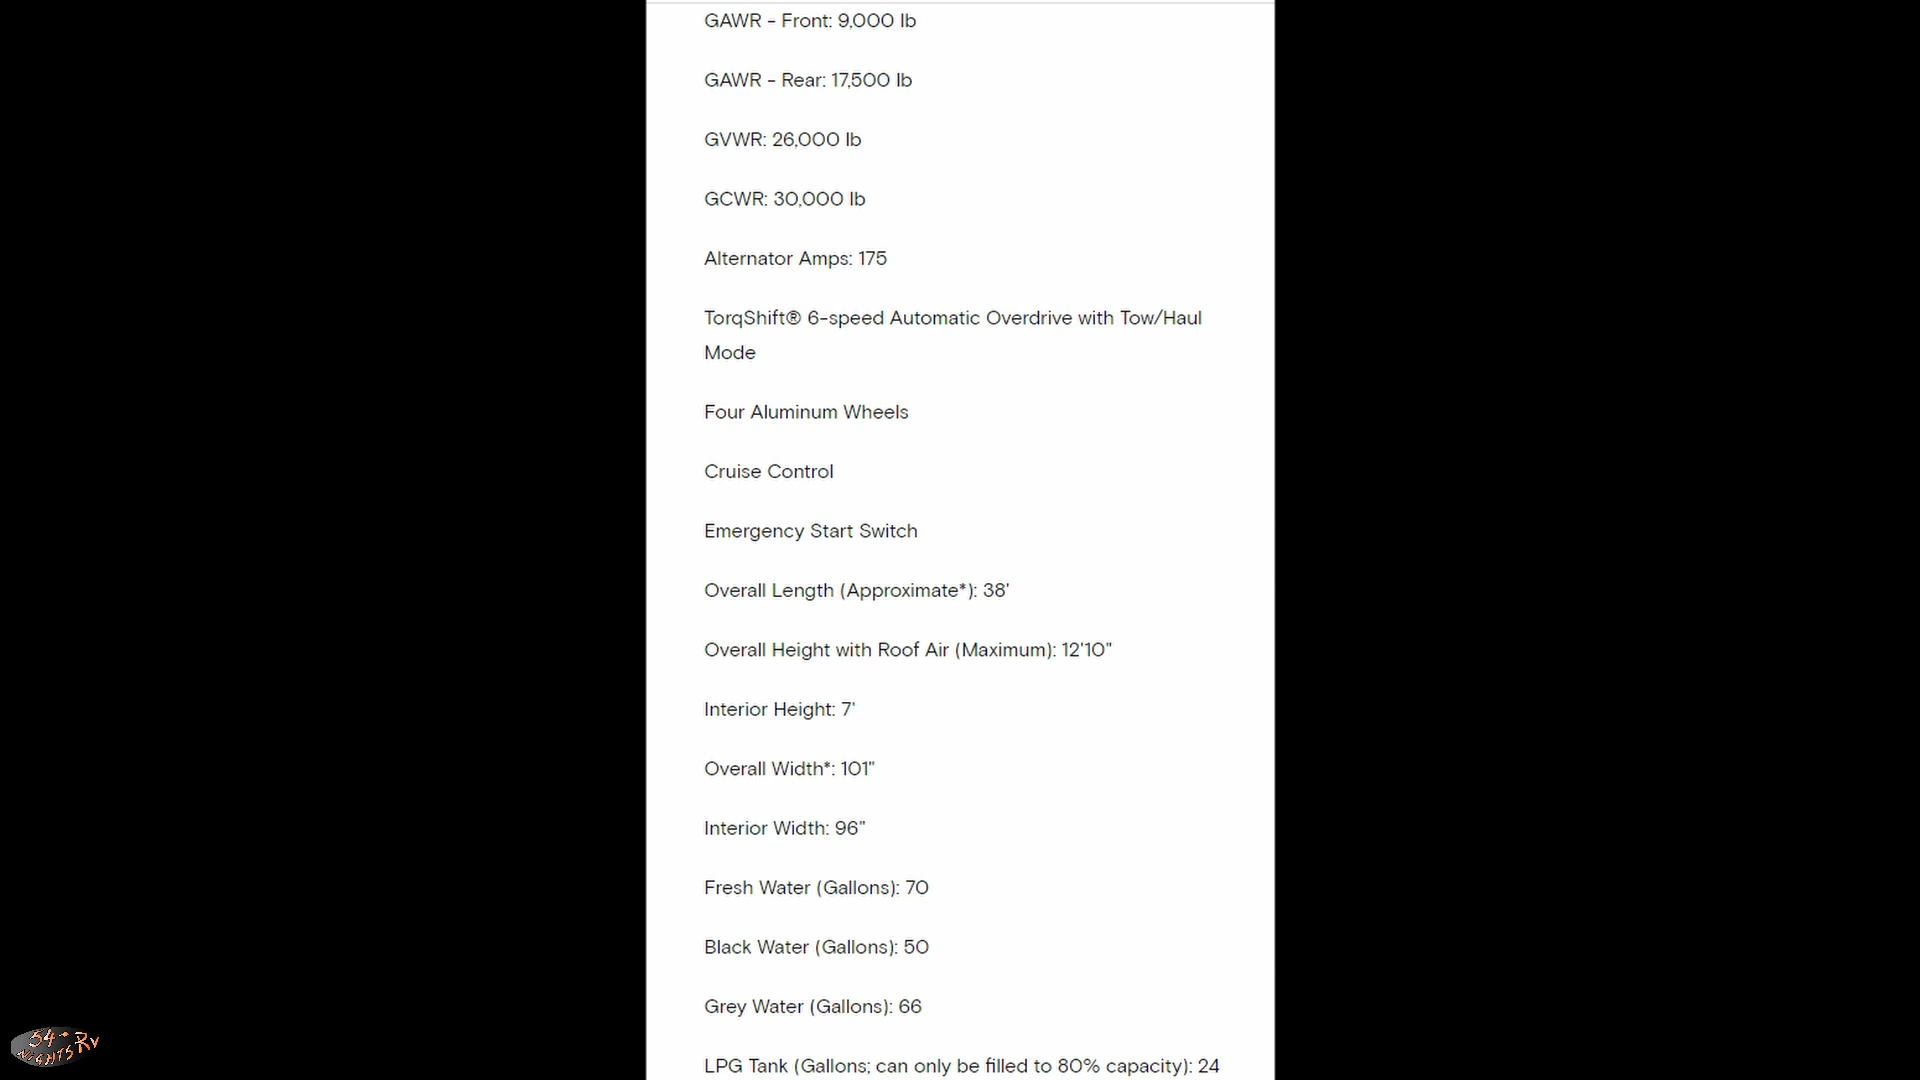 GAWR - Front: 9,000 lb
GAWR - Rear: 17,500 lb
GVWR: 26,000 lb
GCWR: 30,000 lb
Alternator Amps: 175
TorqShift® 6-speed Automatic Overdrive with Tow/Haul
Mode
Four Aluminum Wheels
Cruise Control
Emergency Start Switch
Overall Length (Approximate*): 38'
Overall Height with Roof Air (Maximum): 12'10"
Interior Height: 7'
Overall Width*: 101"
Interior Width: 96"
Fresh Water (Gallons): 70
Black Water (Gallons): 50
Grey Water (Gallons): 66
LPG Tank (Gallons; can only be filled to 80% capacity): 24
54+
NIGHTS RV